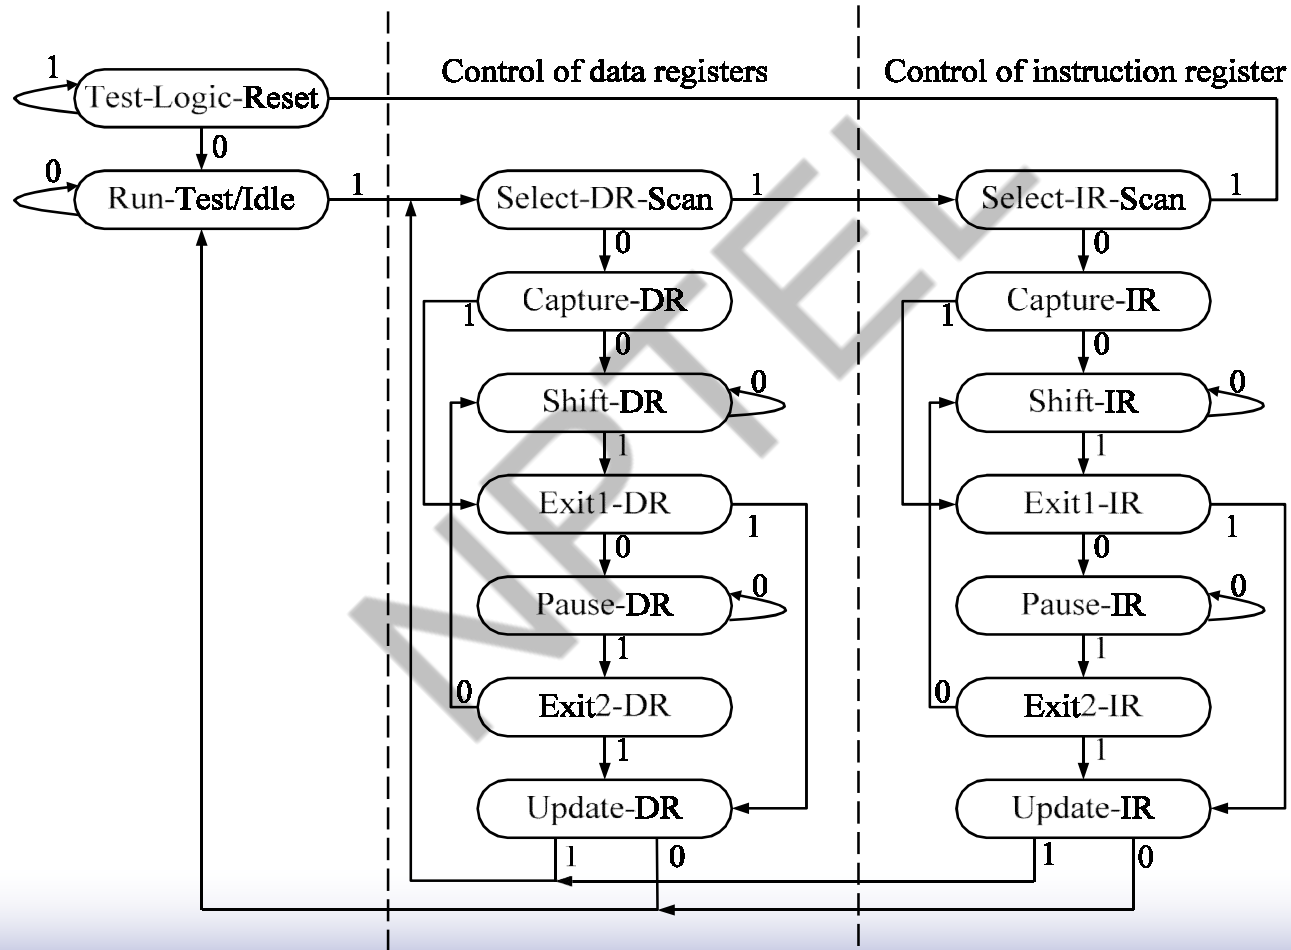 Control of data registers
Control of instruction register
1
Test-Logic-Reset
0
0
Run-Test/Idle
1
Select-DR-Scan
1
Select-IR-Scan
1
0
0
Capture-DR
1
0
Capture-IR
1
0
Shift-DR
0
1
Shift-IR
0
1
Exit1-DR
1
0
Exit1-IR
1
0
Pause-DR
0
1
Pause-IR
0
1
0
Exit2-DR
1
0
Exit2-IR
1
Update-DR
1
0
Update-IR
1
0
NPTEL